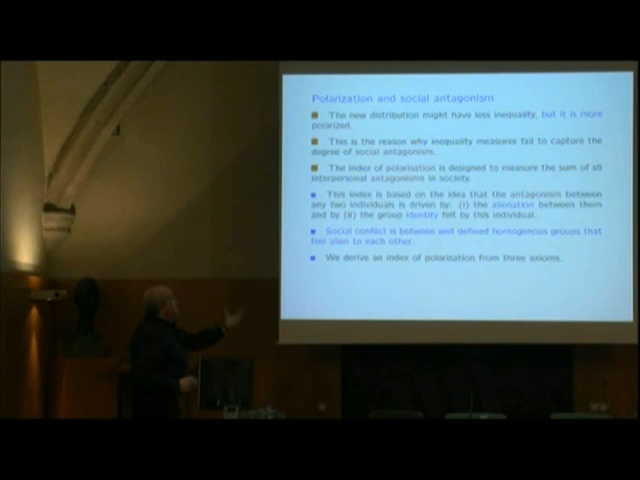 Polarization and social antagonism
The new distribution might have less inequality, but it is more
polarized.
This is the reason why inequality measures fail to capture the
degree of social antagonism.
The index of polarisation is designed to measure the sum of all
interpersonal antagonisms in society.
This index is based on the idea that the antagonism between
any two individuals is driven by: (i) the alienation between them
and by (ii) the group identity felt by this individual.
Social conflict is between well defined homogenous groups that
feel alien to each other.
We derive an index of polarisation from three axioms.